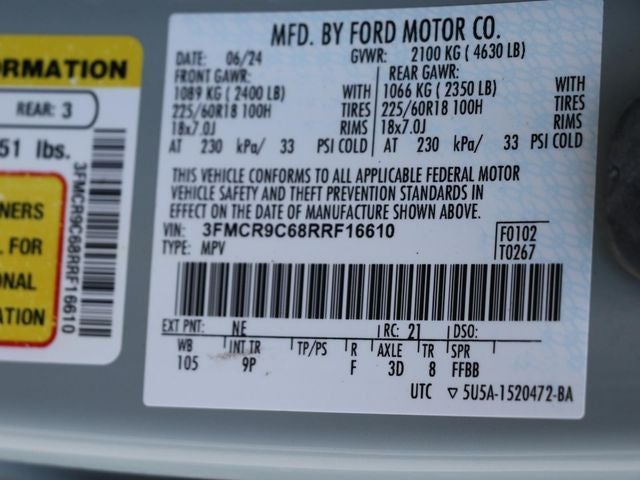 ORMATION
REAR: 3
51 lbs.
NERS
L FOR
ONAL
ATION
3FMCR9C68RRF16610
MFD. BY FORD MOTOR CO.
DATE: 06/24 GVWR: 2100 KG (4630 LB)
FRONT GAWR: REAR GAWR:
1089 KG (2400 LB) WITH 1066 KG (2350 LB) WITH
225/60R18 100H TIRES 225/60R18 100H TIRES
18x7.0J RIMS 18x7.0J RIMS
AT 230 kPa/ 33 PSI COLD AT 230 kPa/ 33 PSI COLD
THIS VEHICLE CONFORMS TO ALL APPLICABLE FEDERAL MOTOR
VEHICLE SAFETY AND THEFT PREVENTION STANDARDS IN
EFFECT ON THE DATE OF MANUFACTURE SHOWN ABOVE.
VIN: 3FMCR9C68RRF16610 F0102
TYPE: MPV T0267
EXT PNT: NE RC: 21 DSO:
WB INT TR TP/PS R AXLE TR SPR
105 9P F 3D 8 FFBB
UTC ▽ 5U5A-1520472-BA